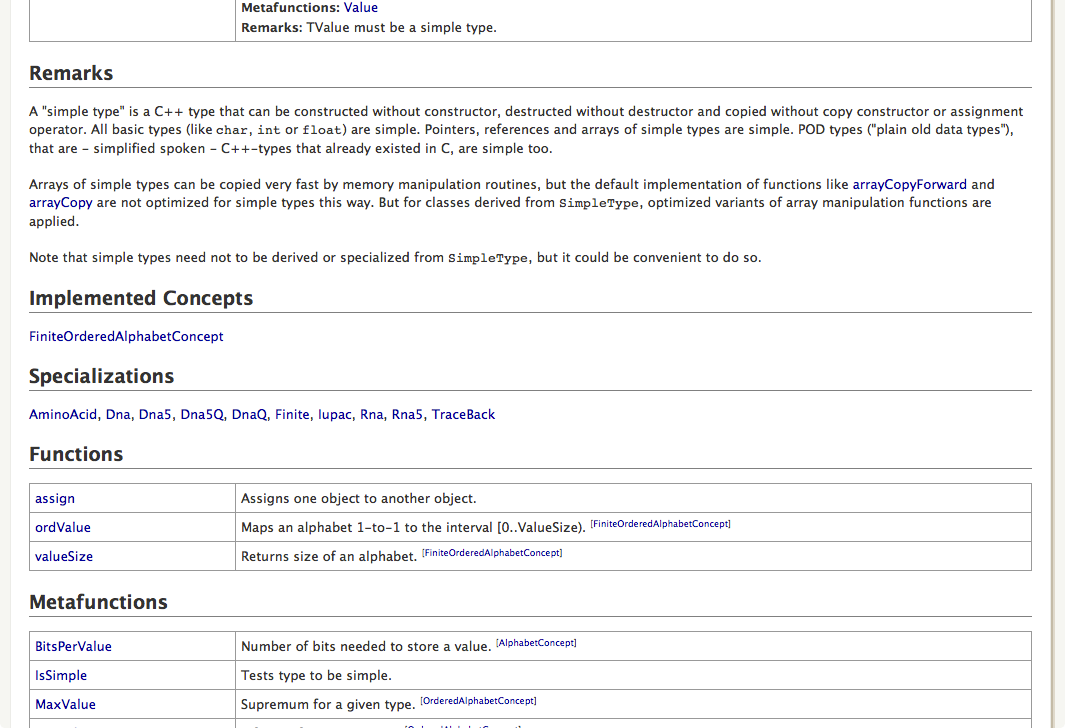 Metafunctions: Value
Remarks: TValue must be a simple type.
Remarks
A "simple type" is a C++ type that can be constructed without constructor, destructed without destructor and copied without copy constructor or assignment
operator. All basic types (like char, int or float) are simple. Pointers, references and arrays of simple types are simple. POD types ("plain old data types"),
that are – simplified spoken – C++-types that already existed in C, are simple too.
Arrays of simple types can be copied very fast by memory manipulation routines, but the default implementation of functions like arrayCopyForward and
arrayCopy are not optimized for simple types this way. But for classes derived from SimpleType, optimized variants of array manipulation functions are
applied.
Note that simple types need not to be derived or specialized from SimpleType, but it could be convenient to do so.
Implemented Concepts
FiniteOrderedAlphabetConcept
Specializations
AminoAcid, Dna, Dna5, Dna5Q, DnaQ, Finite, Iupac, Rna, Rna5, TraceBack
Functions
assign Assigns one object to another object.
ordValue Maps an alphabet 1-to-1 to the interval [0..ValueSize). [FiniteOrderedAlphabetConcept]
valueSize Returns size of an alphabet. [FiniteOrderedAlphabetConcept]
Metafunctions
BitsPerValue Number of bits needed to store a value. [AlphabetConcept]
IsSimple Tests type to be simple.
MaxValue Supremum for a given type. [OrderedAlphabetConcept]